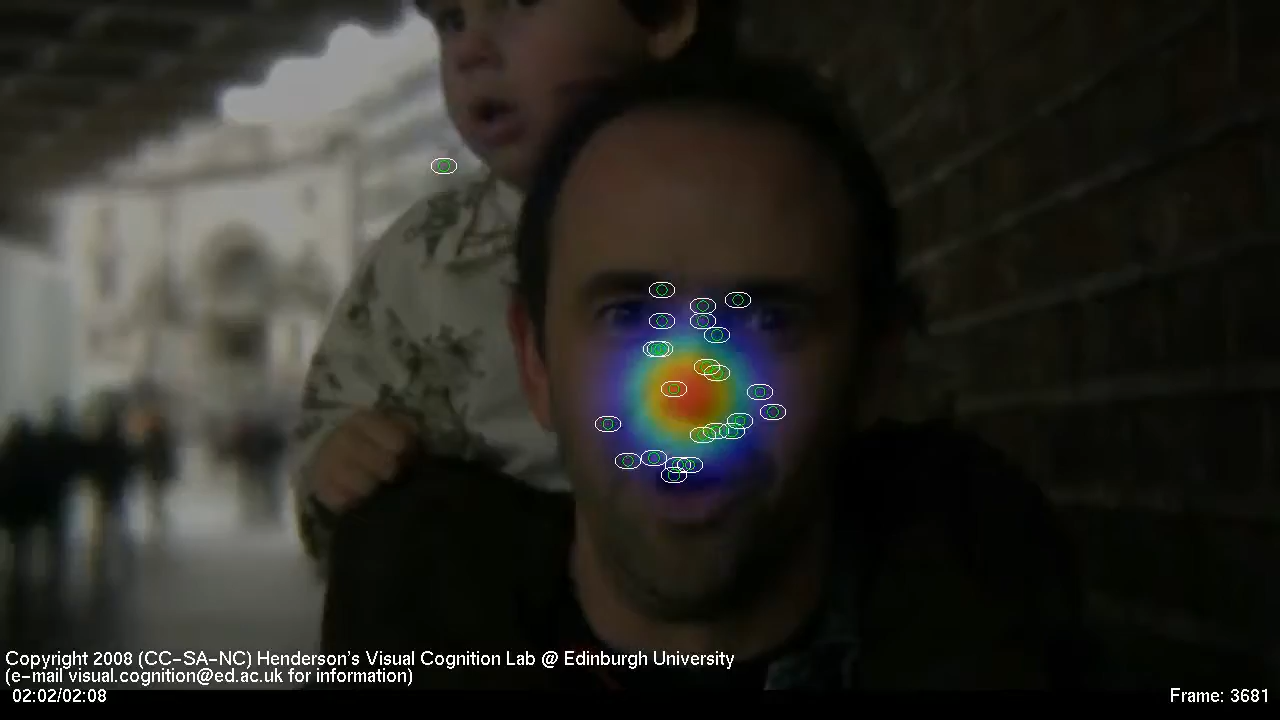 Copyright 2008 (CC-SA-NC) Henderson's Visual Cognition Lab @ Edinburgh University
(e-mail visual.cognition@ed.ac.uk for information)
02:02/02:08
Frame: 3681